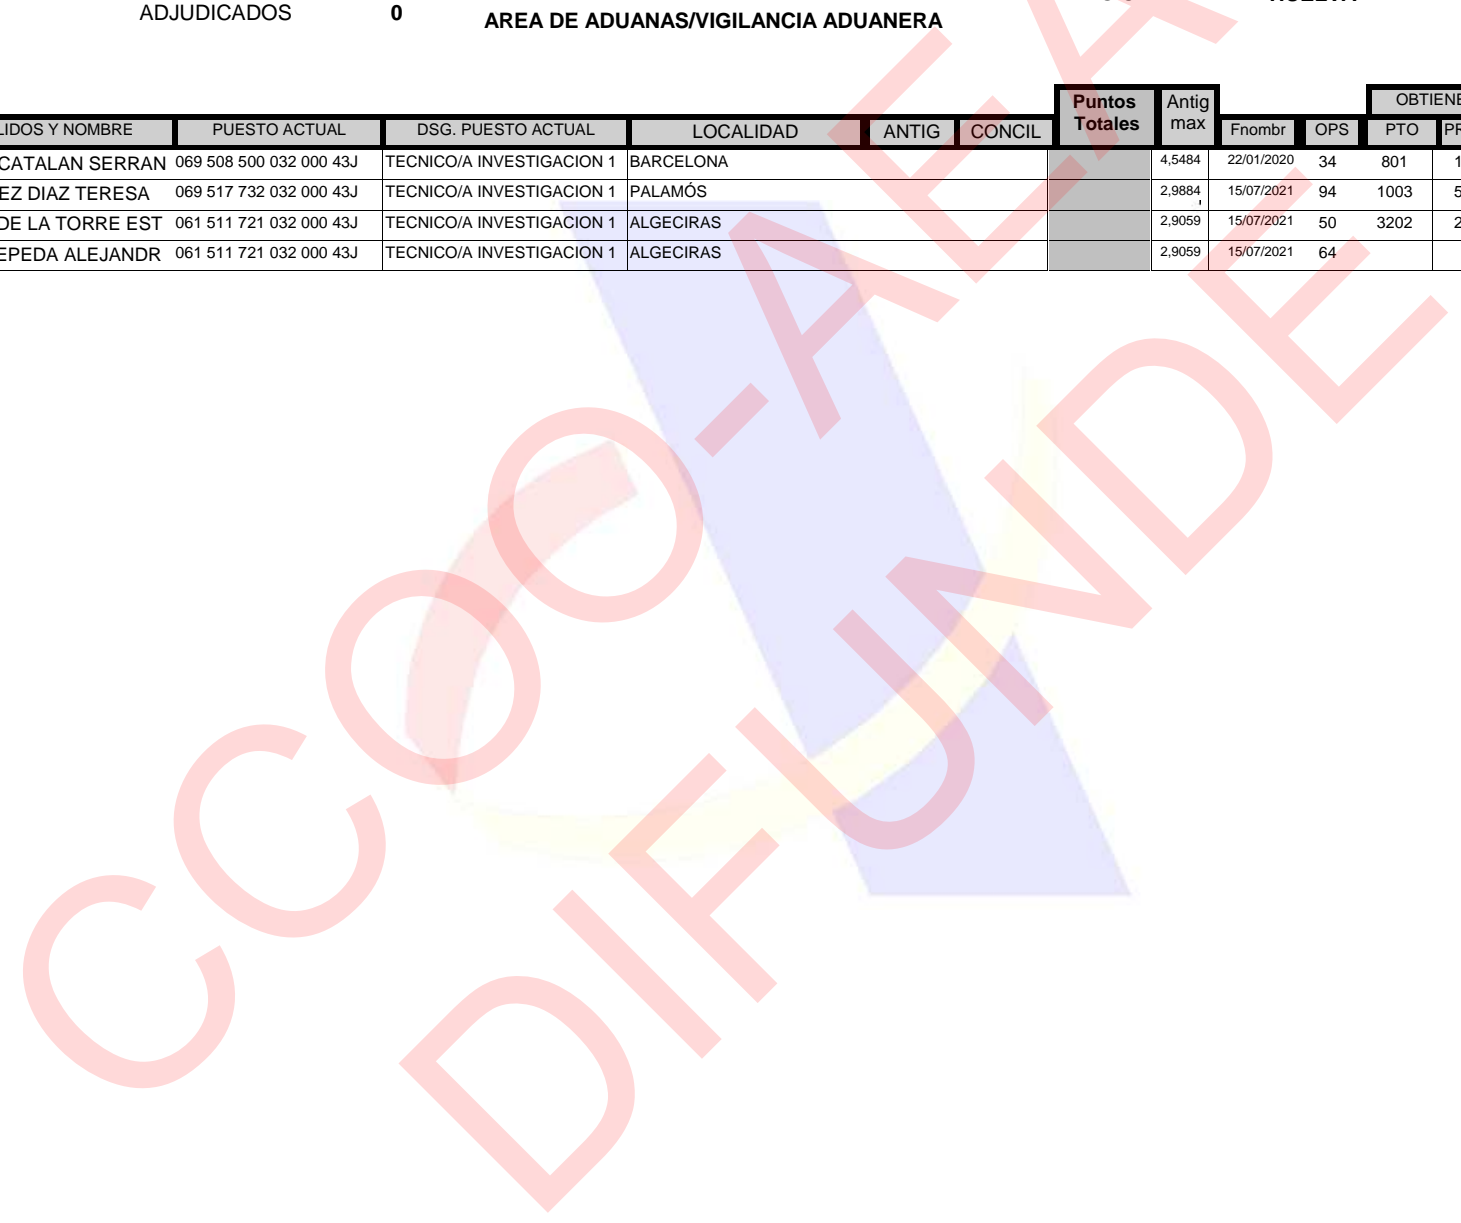 ADJUDICADOS 0
AREA DE ADUANAS/VIGILANCIA ADUANERA
Puntos Totales Antig max OBTIENE
LIDOS Y NOMBRE PUESTO ACTUAL DSG. PUESTO ACTUAL LOCALIDAD ANTIG CONCIL Fnombr OPS PTO PR
CATALAN SERRAN 069 508 500 032 000 43J TECNICO/A INVESTIGACION 1 BARCELONA 4,5484 22/01/2020 34 801 1
EZ DIAZ TERESA 069 517 732 032 000 43J TECNICO/A INVESTIGACION 1 PALAMÓS 2,9884 15/07/2021 94 1003 5
DE LA TORRE EST 061 511 721 032 000 43J TECNICO/A INVESTIGACION 1 ALGECIRAS 2,9059 15/07/2021 50 3202 2
EPEDA ALEJANDR 061 511 721 032 000 43J TECNICO/A INVESTIGACION 1 ALGECIRAS 2,9059 15/07/2021 64
CCOO-AEA
DIFUNDE